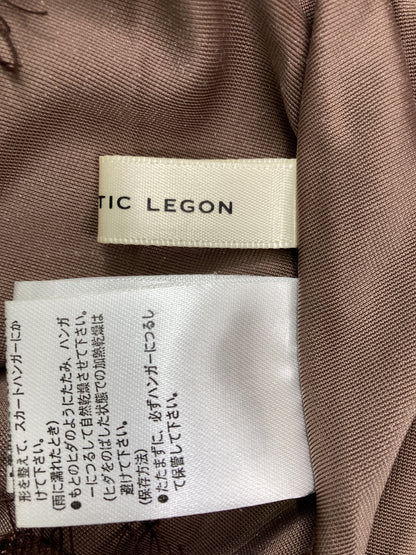 TIC LEGON
形を整えて、スカートハンガーにか
けて下さい。
(雨に濡れたとき)
●もとのヒダのようにたたみ、ハンガ
ーにつるして自然乾燥させて下さい。
(ヒダをのばした状態での加熱乾燥は
避けて下さい。
(保存方法)
●たたまずに、必ずハンガーにつるし
て保管して下さい。